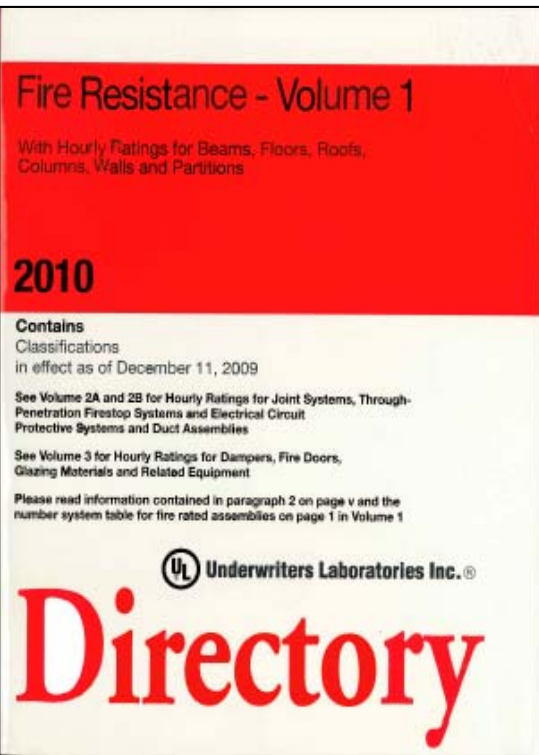 Fire Resistance - Volume 1
With Hourly Ratings for Beams, Floors, Roofs,
Columns, Walls and Partitions
2010
Contains
Classifications
in effect as of December 11, 2009
See Volume 2A and 2B for Hourly Ratings for Joint Systems, Through-
Penetration Firestop Systems and Electrical Circuit
Protective Systems and Duct Assemblies
See Volume 3 for Hourly Ratings for Dampers, Fire Doors,
Glazing Materials and Related Equipment
Please read information contained in paragraph 2 on page v and the
number system table for fire rated assemblies on page 1 in Volume 1
UL Underwriters Laboratories Inc.®
Directory